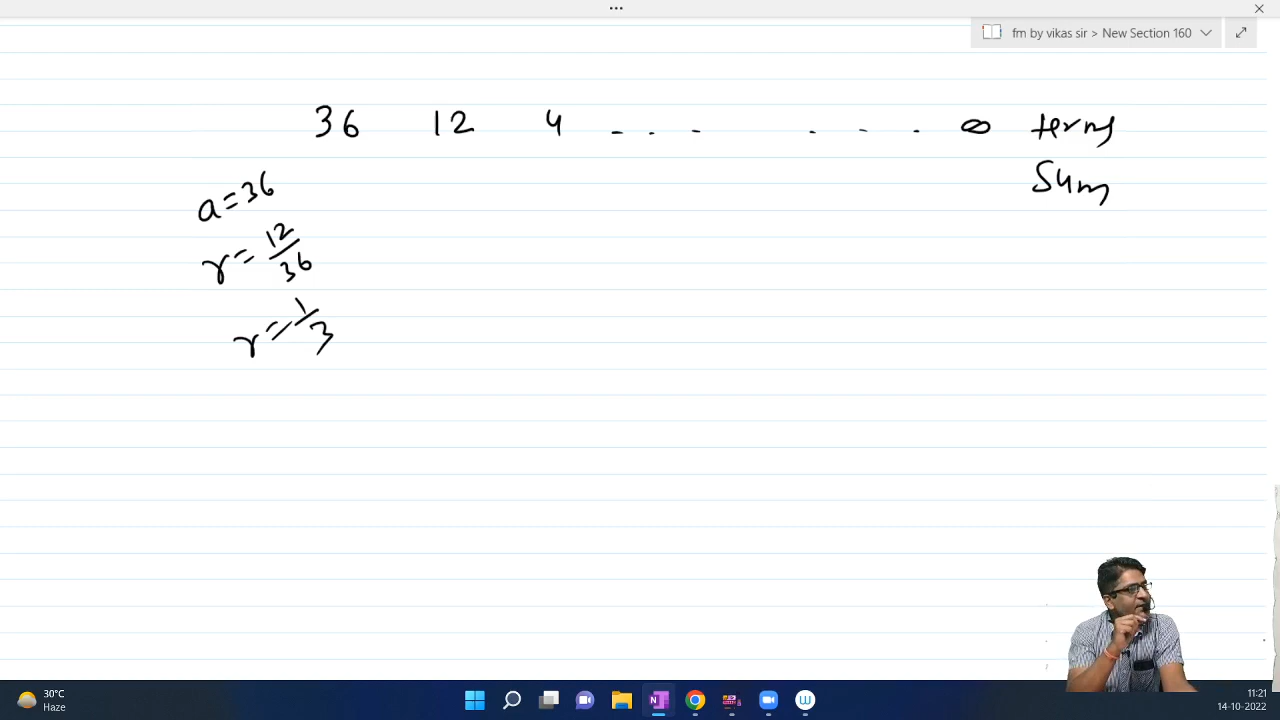 fm by vikas sir > New Section 160
36 12 4 - . - . - . ∞ terms
Sum
a=36
r=12/36
r=1/3
30°C
Haze
11:21
14-10-2022